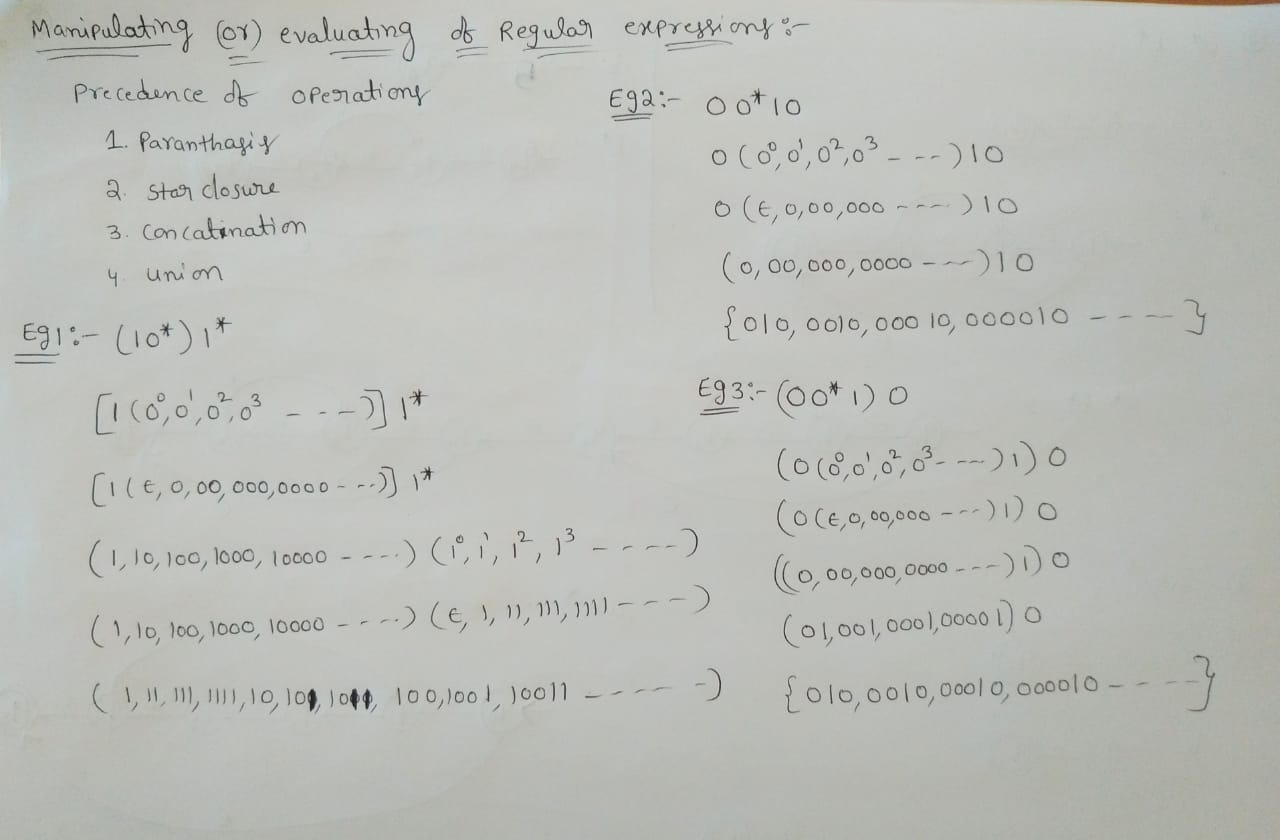 Manipulating (or) evaluating of Regular expressions :-
Precedence of operations
1. Paranthasis
2. Star closure
3. Concatination
4. union
Eg1:- (10*) 1*
[1(0⁰,0¹,0²,0³ - - - -)] 1*
[1(ϵ,0,00,000,0000 - - - -)] 1*
(1,10,100,1000,10000 - - - - -) (1⁰,1¹,1²,1³ - - - - -)
(1,10,100,1000,10000 - - - - -) (ϵ,1,11,111,1111 - - - -)
(1,11,111,1111,10,101,1011,100,1001,10011 - - - - - -)
Eg2:- 00*10
0(0⁰,0¹,0²,0³ - - - -)10
0(ϵ,0,00,000 - - - -)10
(0,00,000,0000 - - -)10
{010,0010,00010,000010 - - - -}
Eg3:- (00*1)0
(0(0⁰,0¹,0²,0³ - - - -)1)0
(0(ϵ,0,00,000 - - - -)1)0
((0,00,000,0000 - - - -)1)0
(01,001,0001,00001)0
{010,0010,00010,000010 - - - - -}